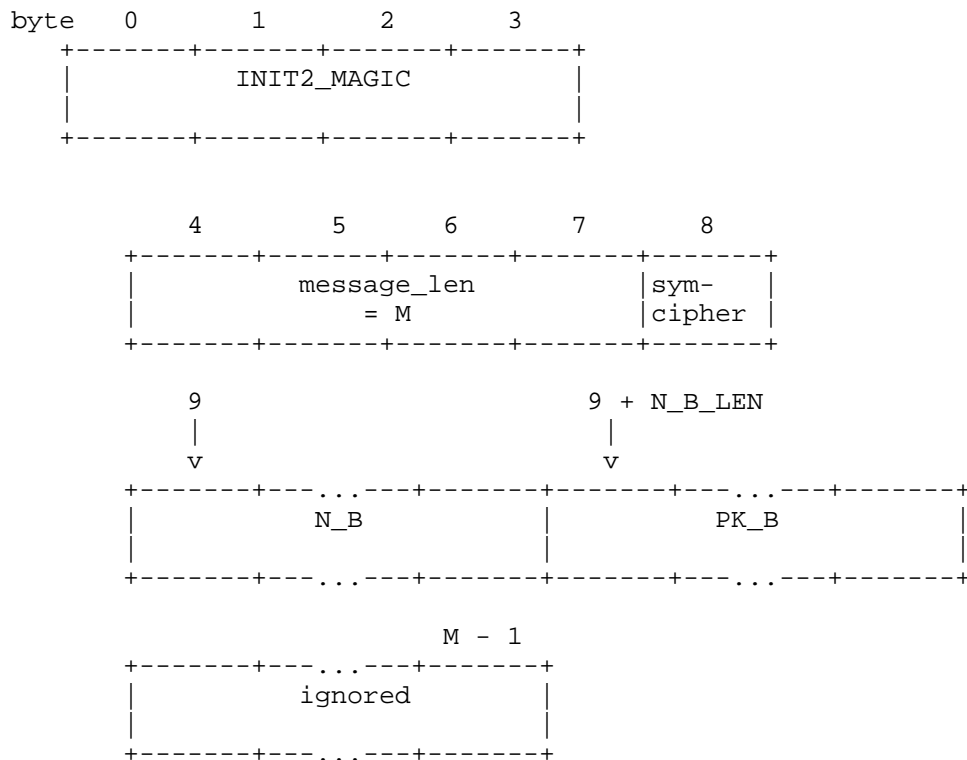 byte 0 1 2 3
INIT2_MAGIC
4 5 6 7 8
message_len sym-
= M cipher
9 9 + N_B_LEN
| |
v v
N_B PK_B
M - 1
ignored